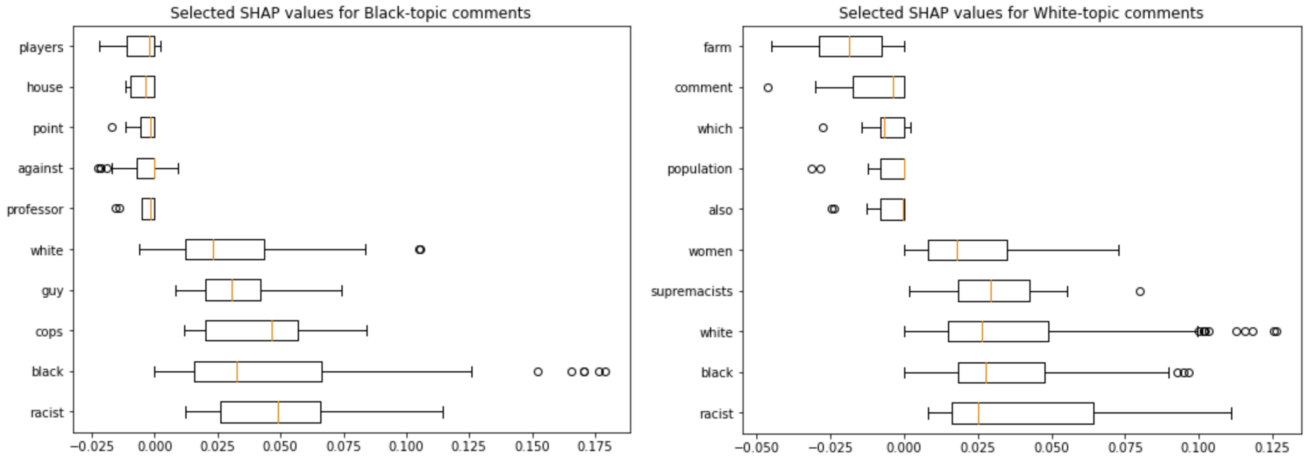 Selected SHAP values for Black-topic comments
players
house
point
against
professor
white
guy
cops
black
racist
−0.025 0.000 0.025 0.050 0.075 0.100 0.125 0.150 0.175
Selected SHAP values for White-topic comments
farm
comment
which
population
also
women
supremacists
white
black
racist
−0.050 −0.025 0.000 0.025 0.050 0.075 0.100 0.125